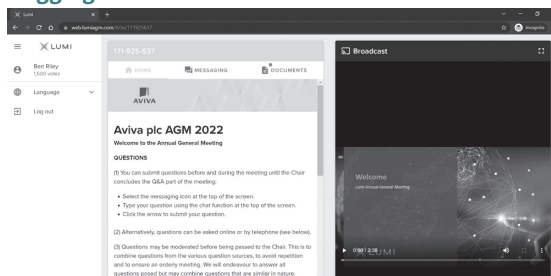 Lumi
web.lumiagm.com/#/m/171925637
Incognito
LUMI
Ben Riley
1,500 votes
Language
Log out
171-925-637
HOME
MESSAGING
DOCUMENTS
AVIVA
Aviva plc AGM 2022
Welcome to the Annual General Meeting
QUESTIONS
(1) You can submit questions before and during the meeting until the Chair
concludes the Q&A part of the meeting:
• Select the messaging icon at the top of the screen.
• Type your question using the chat function at the top of the screen.
• Click the arrow to submit your question.
(2) Alternatively, questions can be asked online or by telephone (see below).
(3) Questions may be moderated before being passed to the Chair. This is to
combine questions from the various question sources, to avoid repetition
and to ensure an orderly meeting. We will endeavour to answer all
questions posed but may combine questions that are similar in nature.
Broadcast
Welcome
Lumi Annual General Meeting
LUMI
0:00 / 2:35